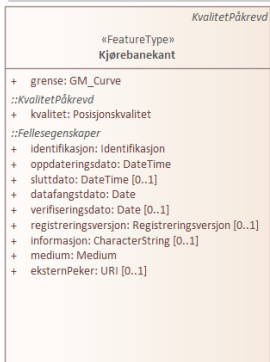 KvalitetPåkrevd
«FeatureType»
Kjørebanekant
+ grense: GM_Curve
::KvalitetPåkrevd
+ kvalitet: Posisjonskvalitet
::Fellesegenskaper
+ identifikasjon: Identifikasjon
+ oppdateringsdato: DateTime
+ sluttdato: DateTime [0..1]
+ datafangstdato: Date
+ verifiseringsdato: Date [0..1]
+ registreringsversjon: Registreringsversjon [0..1]
+ informasjon: CharacterString [0..1]
+ medium: Medium
+ eksternPeker: URI [0..1]